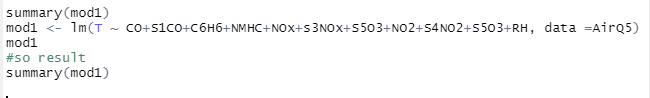 summary(mod1)
mod1 <- lm(T ~ CO+S1CO+C6H6+NMHC+NOx+s3NOx+S5O3+NO2+S4NO2+S5O3+RH, data =AirQ5)
mod1
#so result
summary(mod1)